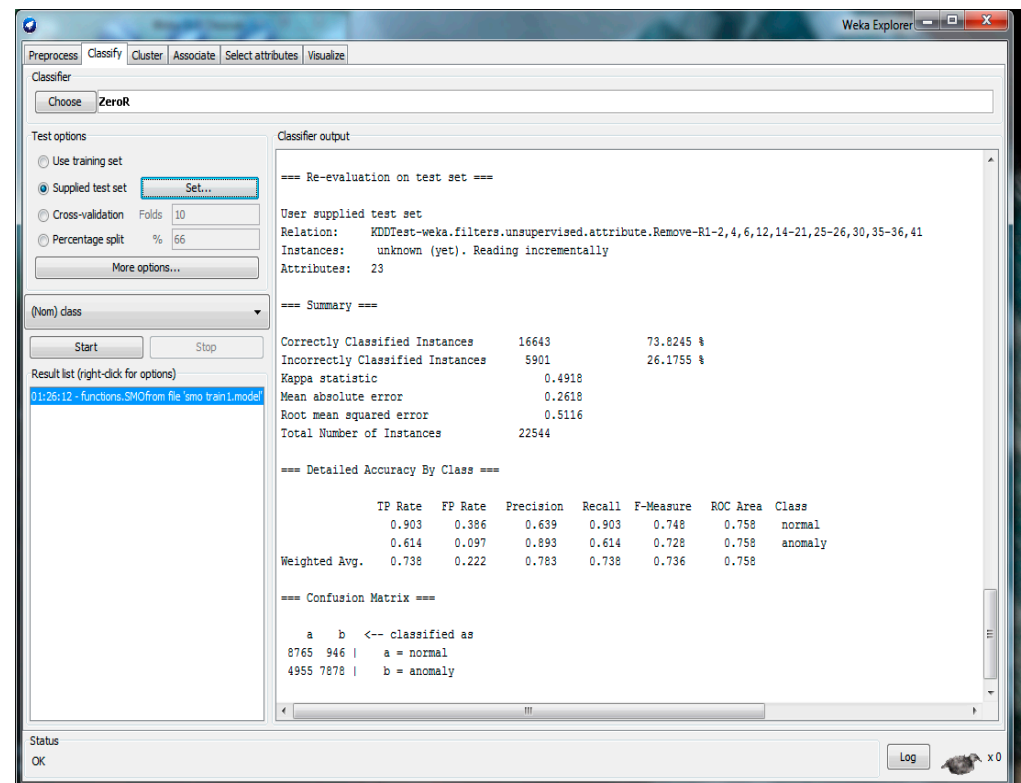 Weka Explorer
Preprocess Classify Cluster Associate Select attributes Visualize
Classifier
Choose ZeroR
Test options
Use training set
Supplied test set Set...
Cross-validation Folds 10
Percentage split % 66
More options...
(Nom) class
Start Stop
Result list (right-click for options)
01:26:12 - functions.SMOfrom file 'smo train1.model'
Classifier output
=== Re-evaluation on test set ===
User supplied test set
Relation: KDDTest-weka.filters.unsupervised.attribute.Remove-R1-2,4,6,12,14-21,25-26,30,35-36,41
Instances: unknown (yet). Reading incrementally
Attributes: 23
=== Summary ===
Correctly Classified Instances 16643 73.8245 %
Incorrectly Classified Instances 5901 26.1755 %
Kappa statistic 0.4918
Mean absolute error 0.2618
Root mean squared error 0.5116
Total Number of Instances 22544
=== Detailed Accuracy By Class ===
TP Rate FP Rate Precision Recall F-Measure ROC Area Class
0.903 0.386 0.639 0.903 0.748 0.758 normal
0.614 0.097 0.893 0.614 0.728 0.758 anomaly
Weighted Avg. 0.738 0.222 0.783 0.738 0.736 0.758
=== Confusion Matrix ===
a b <-- classified as
8765 946 | a = normal
4955 7878 | b = anomaly
Status
OK
Log x 0